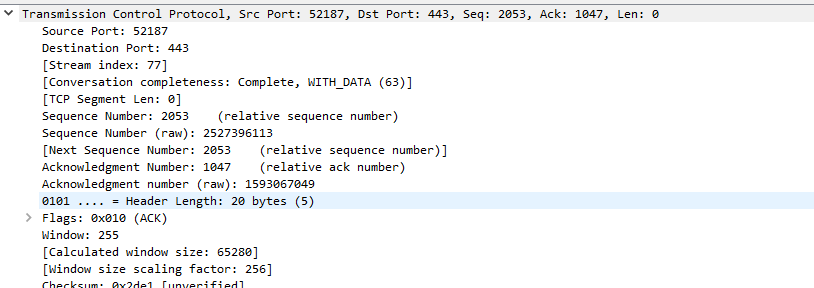 Transmission Control Protocol, Src Port: 52187, Dst Port: 443, Seq: 2053, Ack: 1047, Len: 0
Source Port: 52187
Destination Port: 443
[Stream index: 77]
[Conversation completeness: Complete, WITH_DATA (63)]
[TCP Segment Len: 0]
Sequence Number: 2053    (relative sequence number)
Sequence Number (raw): 2527396113
[Next Sequence Number: 2053    (relative sequence number)]
Acknowledgment Number: 1047    (relative ack number)
Acknowledgment number (raw): 1593067049
0101 .... = Header Length: 20 bytes (5)
Flags: 0x010 (ACK)
Window: 255
[Calculated window size: 65280]
[Window size scaling factor: 256]
Checksum: 0x2de1 [unverified]